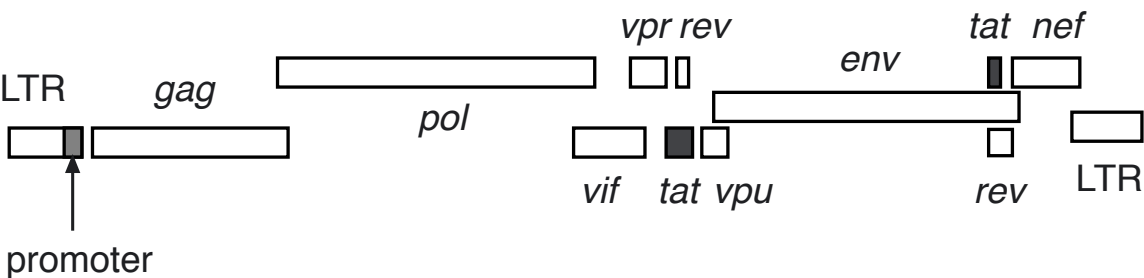 vpr rev
tat nef
env
LTR
gag
pol
vif tat vpu
rev
LTR
promoter